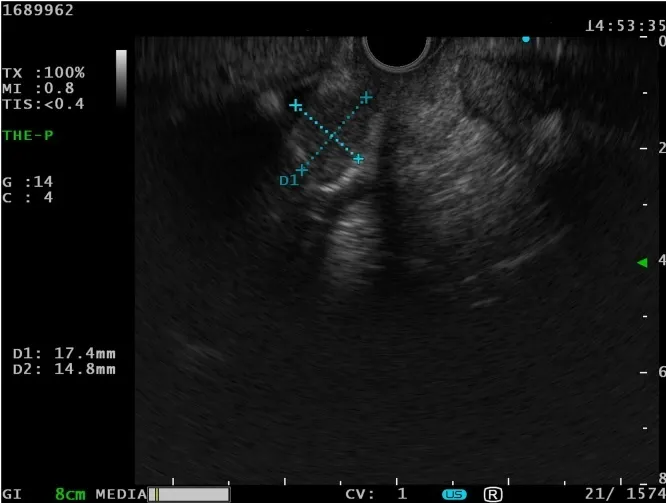 1689962
14:53:35
TX :100%
MI :0.8
TIS:<0.4
THE-P
G :14
C : 4
D1
D1: 17.4mm
D2: 14.8mm
0
2
4
6
8
GI 8cm MEDIA CV: 1 US R 21/ 1574